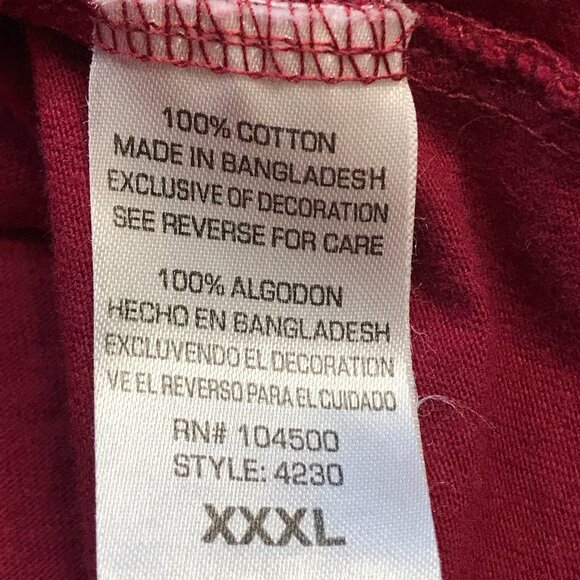 100% COTTON
MADE IN BANGLADESH
EXCLUSIVE OF DECORATION
SEE REVERSE FOR CARE
100% ALGODON
HECHO EN BANGLADESH
EXCLUVENDO EL DECORATION
VE EL REVERSO PARA EL CUIDADO
RN# 104500
STYLE: 4230
XXXL